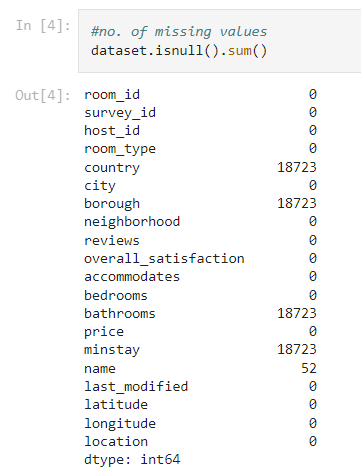 In [4]:
#no. of missing values
dataset.isnull().sum()
Out[4]:
room_id 0
survey_id 0
host_id 0
room_type 0
country 18723
city 0
borough 18723
neighborhood 0
reviews 0
overall_satisfaction 0
accommodates 0
bedrooms 0
bathrooms 18723
price 0
minstay 18723
name 52
last_modified 0
latitude 0
longitude 0
location 0
dtype: int64